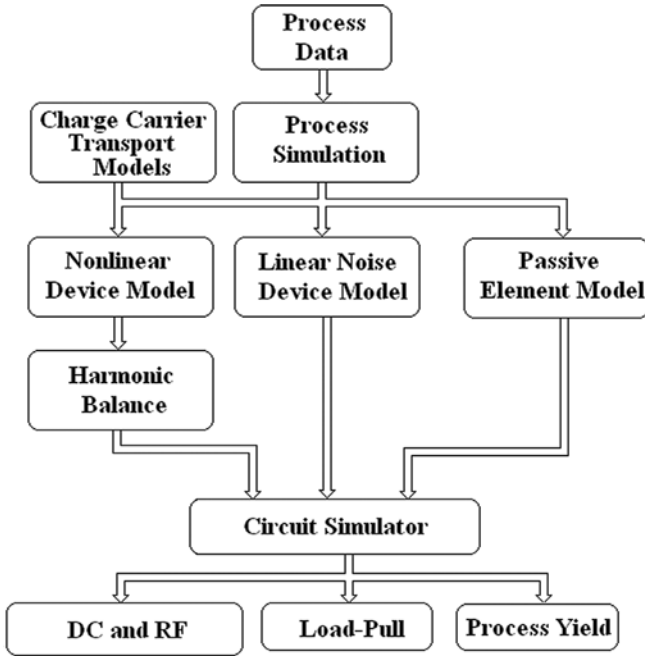 Process
Data
Charge Carrier
Transport
Models
Process
Simulation
Nonlinear
Device Model
Linear Noise
Device Model
Passive
Element Model
Harmonic
Balance
Circuit Simulator
DC and RF
Load-Pull
Process Yield